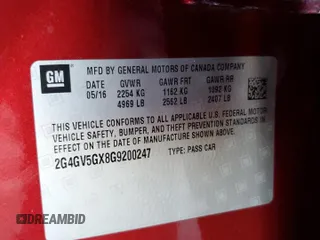 GM
MFD BY GENERAL MOTORS OF CANADA COMPANY
DATE GVWR GAWR FRT GAWR RR
05/16 2254 KG 1162 KG 1092 KG
4969 LB 2562 LB 2407 LB
THIS VEHICLE CONFORMS TO ALL APPLICABLE U.S. FEDERAL MOTOR
VEHICLE SAFETY, BUMPER, AND THEFT PREVENTION STANDARDS IN
EFFECT ON THE DATE OF MANUFACTURE SHOWN ABOVE.
2G4GV5GX8G9200247 TYPE: PASS CAR
DREAMBID